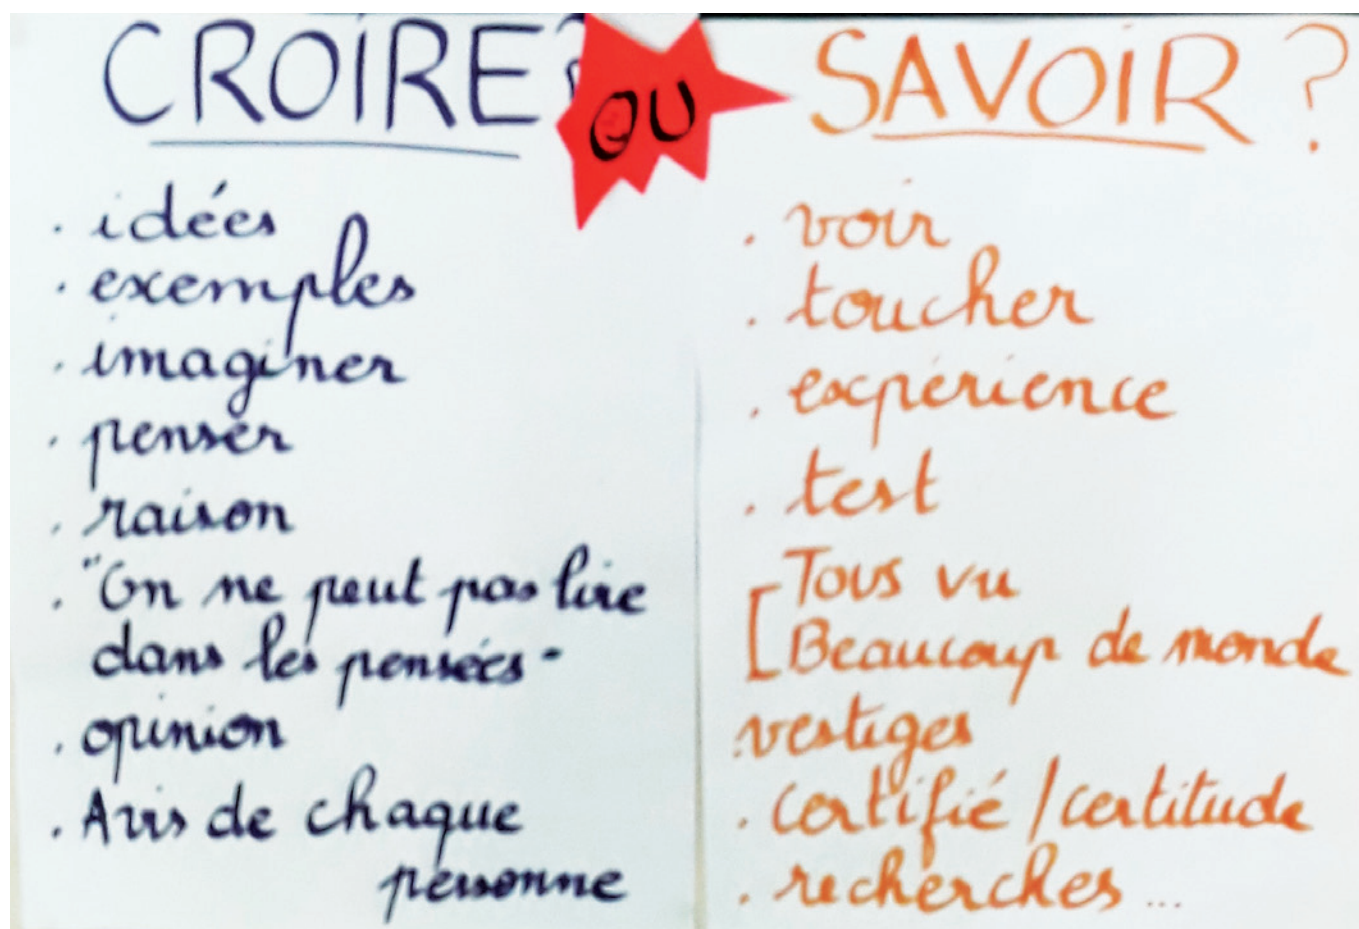 CROIRE ?
OU
SAVOIR ?
. idées
. exemples
. imaginer
. penser
. raison
. "On ne peut pas lire
dans les pensées"
. opinion
. Avis de chaque
personne
. voir
. toucher
. expérience
. test
[ Tous vu
Beaucoup de monde
. vestiges
. Certifié / certitude
. recherches ...